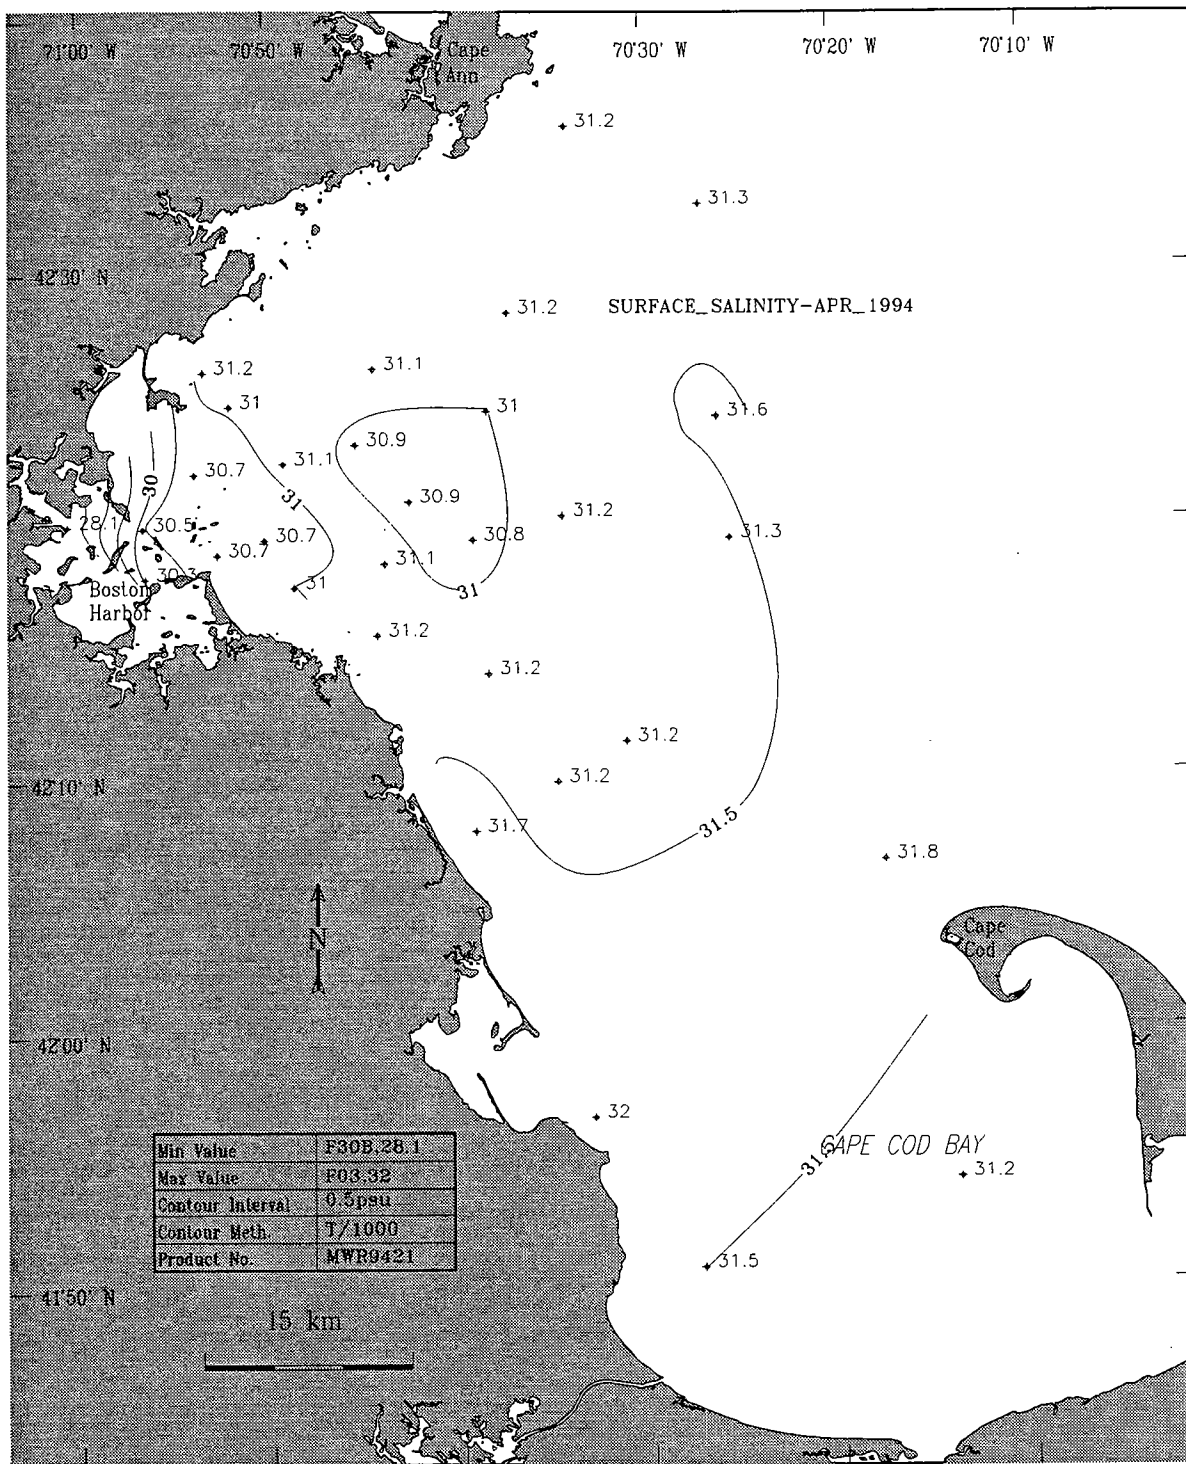 71°00' W
70°50' W
70°30' W
70°20' W
70°10' W
Cape
Ann
31.2
31.3
42°30' N
31.2
SURFACE_SALINITY-APR_1994
31.1
31.2
31
31
31.6
30.9
31.1
30.7
30
30.9
31
31.2
28.1
30.5
30.7
30.8
31.3
30.7
31.1
30.3
31
31
Boston
Harbor
31.2
31.2
31.2
42°10' N
31.2
31.5
31.7
31.8
Cape
Cod
N
42°00' N
32
CAPE COD BAY
31.5
31.2
Min Value F30B,28.1
Max Value F03,32
Contour Interval 0.5psu
Contour Meth. T/1000
Product No. MWR9421
31.5
41°50' N
15 km